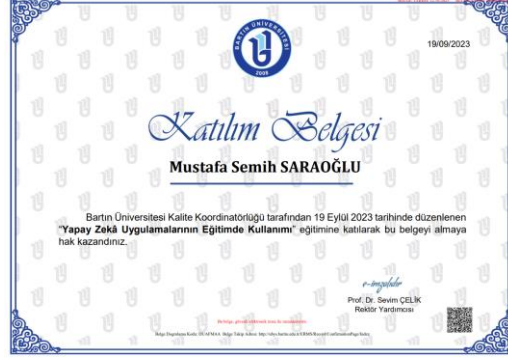 BARTIN ÜNİVERSİTESİ
2008
19/09/2023
Katılım Belgesi
Mustafa Semih SARAOĞLU
Bartın Üniversitesi Kalite Koordinatörlüğü tarafından 19 Eylül 2023 tarihinde düzenlenen
"Yapay Zekâ Uygulamalarının Eğitimde Kullanımı" eğitimine katılarak bu belgeyi almaya
hak kazandınız.
e-imzalıdır
Prof. Dr. Sevim ÇELİK
Rektör Yardımcısı